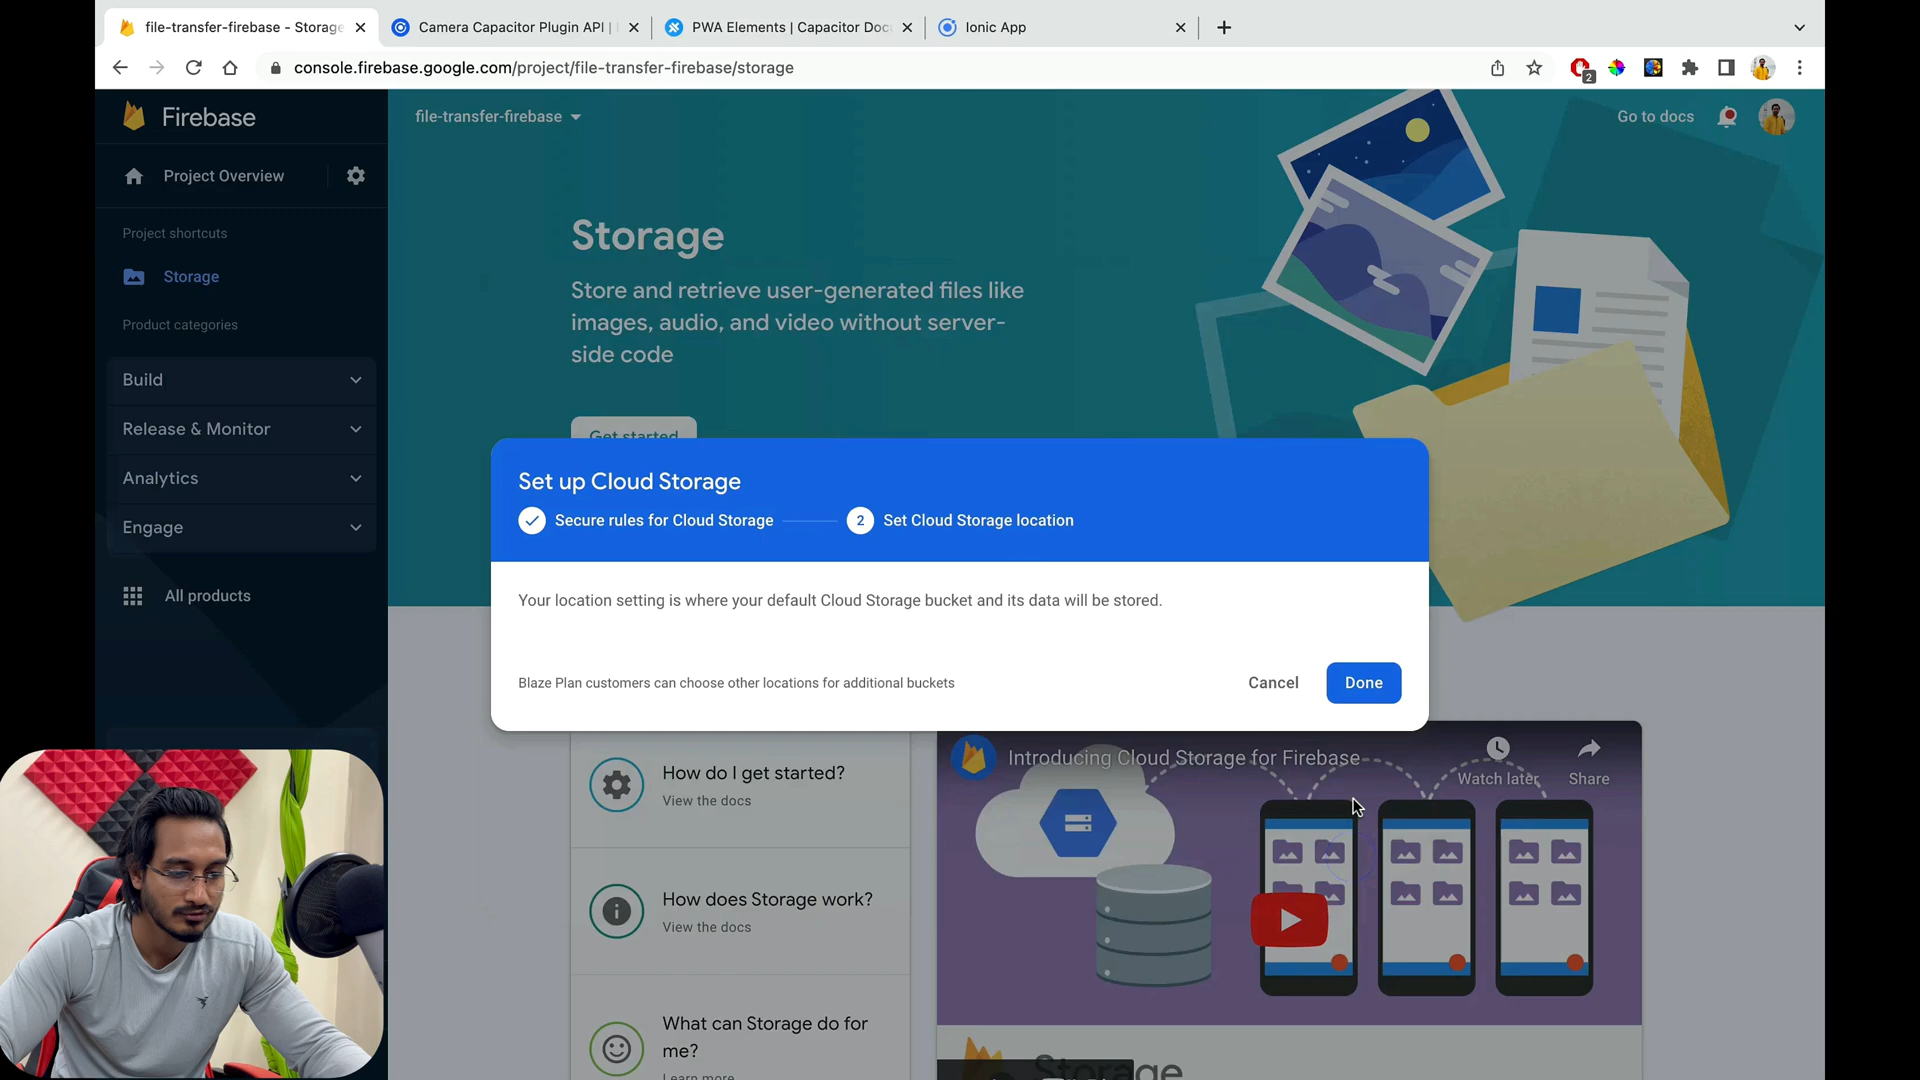 file-transfer-firebase - Storage
Camera Capacitor Plugin API |
PWA Elements | Capacitor Doc
Ionic App
console.firebase.google.com/project/file-transfer-firebase/storage
2
Firebase
file-transfer-firebase
Go to docs
Project Overview
Project shortcuts
Storage
Product categories
Build
Release & Monitor
Analytics
Engage
All products
Storage
Store and retrieve user-generated files like
images, audio, and video without server-
side code
Get started
Set up Cloud Storage
Secure rules for Cloud Storage
2 Set Cloud Storage location
Your location setting is where your default Cloud Storage bucket and its data will be stored.
Blaze Plan customers can choose other locations for additional buckets
Cancel
Done
How do I get started?
View the docs
How does Storage work?
View the docs
What can Storage do for
me?
Learn more
Introducing Cloud Storage for Firebase
Watch later
Share
Storage